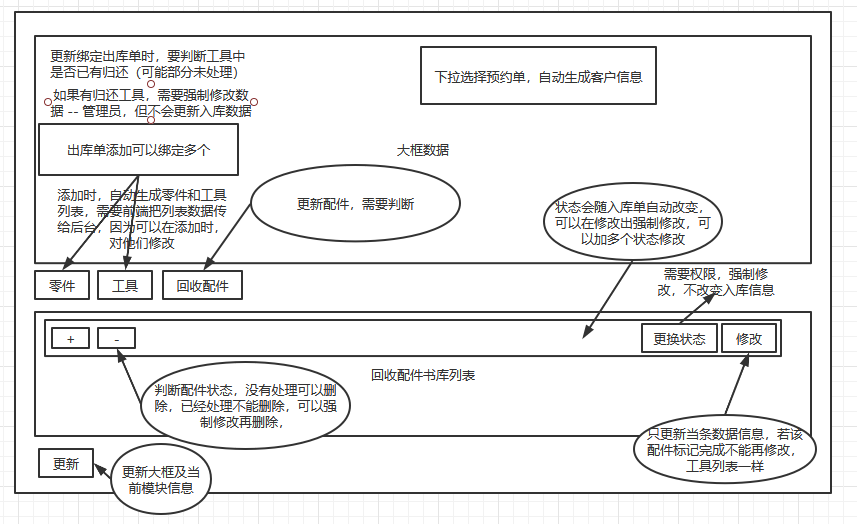 更新绑定出库单时，要判断工具中
是否已有归还（可能部分未处理）
如果有归还工具，需要强制修改数
据 -- 管理员，但不会更新入库数据
下拉选择预约单，自动生成客户信息
出库单添加可以绑定多个
大框数据
添加时，自动生成零件和工具
列表，需要前端把列表数据传
给后台，因为可以在添加时，
对他们修改
更新配件，需要判断
状态会随入库单自动改变，
可以在修改出强制修改，可
以加多个状态修改
零件
工具
回收配件
需要权限，强制修
改，不改变入库信息
+
-
更换状态
修改
回收配件书库列表
判断配件状态，没有处理可以删
除，已经处理不能删除，可以强
制修改再删除，
只更新当条数据信息，若该
配件标记完成不能再修改，
工具列表一样
更新
更新大框及当
前模块信息